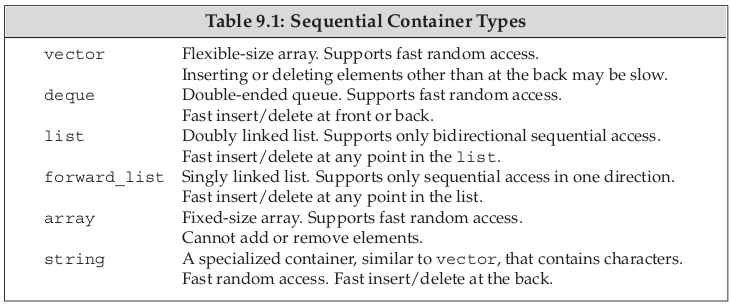 Table 9.1: Sequential Container Types
vector Flexible-size array. Supports fast random access.
Inserting or deleting elements other than at the back may be slow.
deque Double-ended queue. Supports fast random access.
Fast insert/delete at front or back.
list Doubly linked list. Supports only bidirectional sequential access.
Fast insert/delete at any point in the list.
forward_list Singly linked list. Supports only sequential access in one direction.
Fast insert/delete at any point in the list.
array Fixed-size array. Supports fast random access.
Cannot add or remove elements.
string A specialized container, similar to vector, that contains characters.
Fast random access. Fast insert/delete at the back.